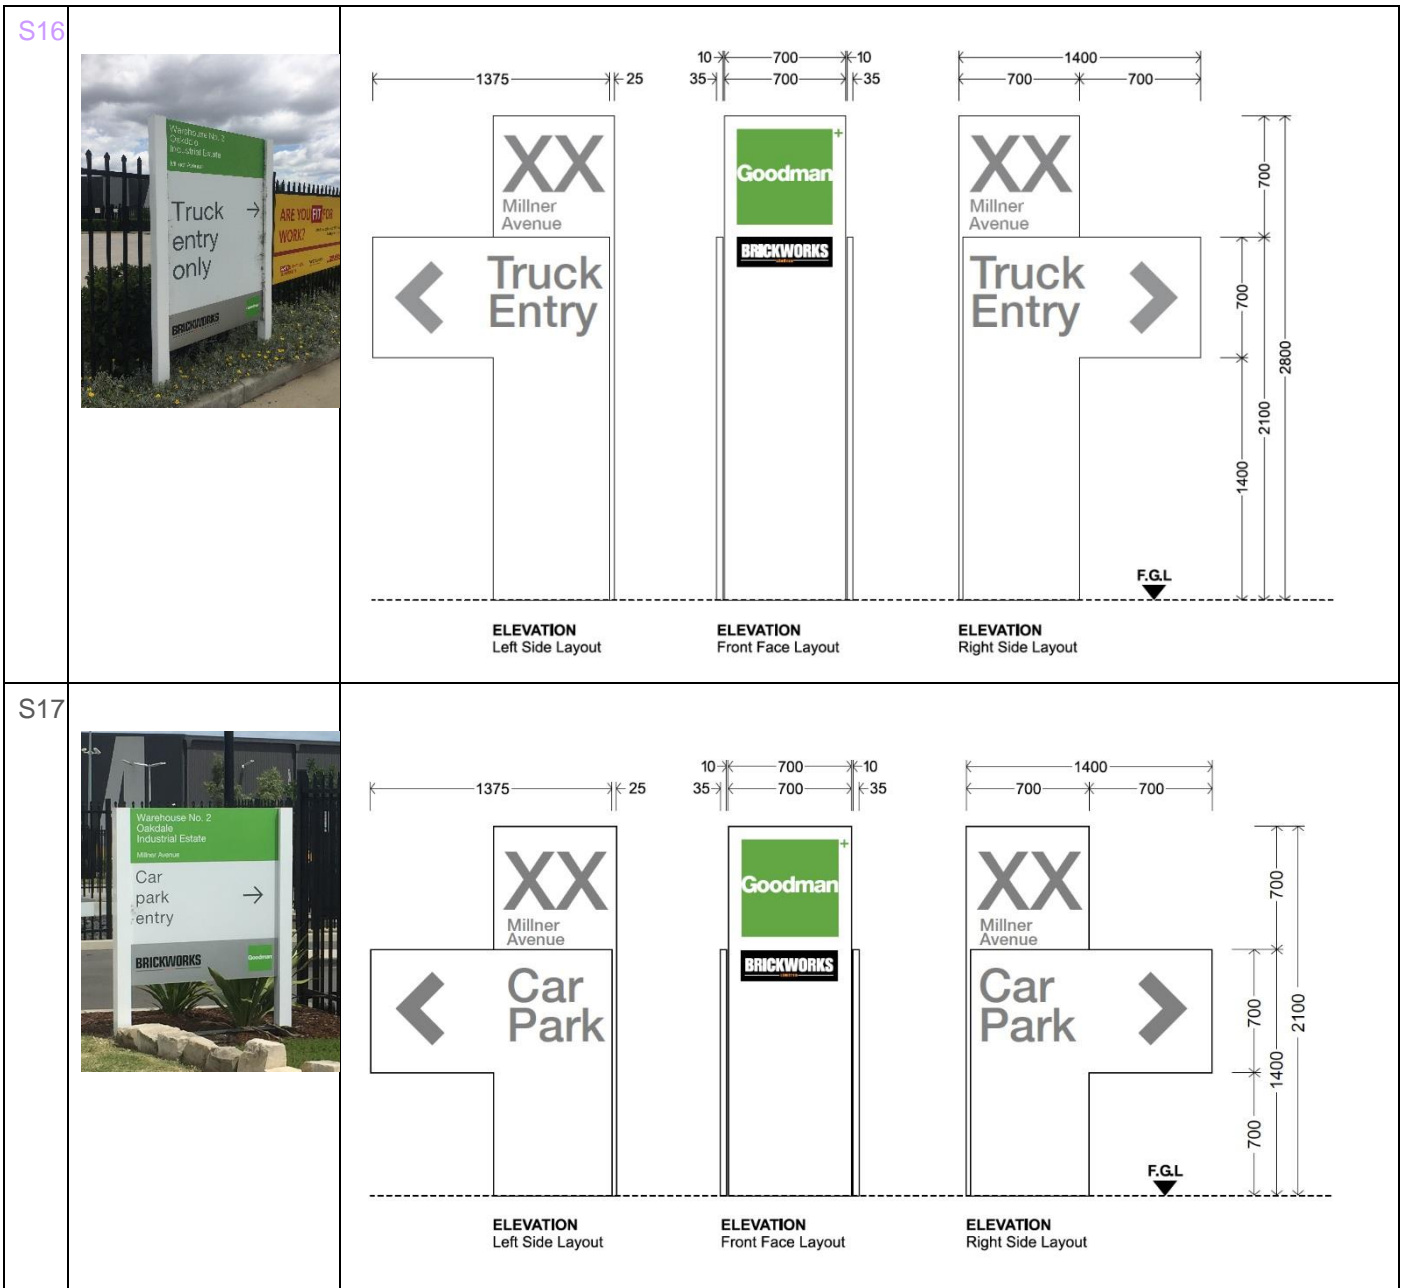 S16
Warehouse No. 2
Oakdale
Industrial Estate
Millner Avenue
Truck
entry
only
BRICKWORKS
ARE YOU FIT FOR
WORK?
1375
25
10
700
10
35
700
35
1400
700
700
XX
Millner
Avenue
Truck
Entry
Goodman
BRICKWORKS
XX
Millner
Avenue
Truck
Entry
700
700
1400
2100
2800
F.G.L
ELEVATION
Left Side Layout
ELEVATION
Front Face Layout
ELEVATION
Right Side Layout
S17
Warehouse No. 2
Oakdale
Industrial Estate
Millner Avenue
Car
park
entry
BRICKWORKS
Goodman
1375
25
10
700
10
35
700
35
1400
700
700
XX
Millner
Avenue
Car
Park
Goodman
BRICKWORKS
XX
Millner
Avenue
Car
Park
700
700
700
1400
2100
F.G.L
ELEVATION
Left Side Layout
ELEVATION
Front Face Layout
ELEVATION
Right Side Layout